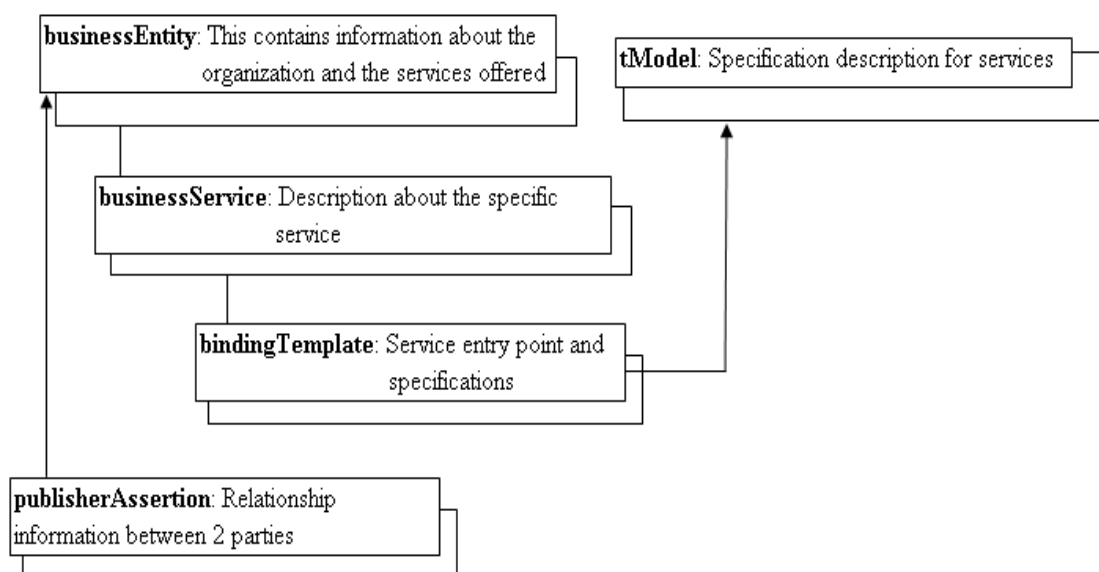 businessEntity: This contains information about the
organization and the services offered
tModel: Specification description for services
businessService: Description about the specific
service
bindingTemplate: Service entry point and
specifications
publisherAssertion: Relationship
information between 2 parties